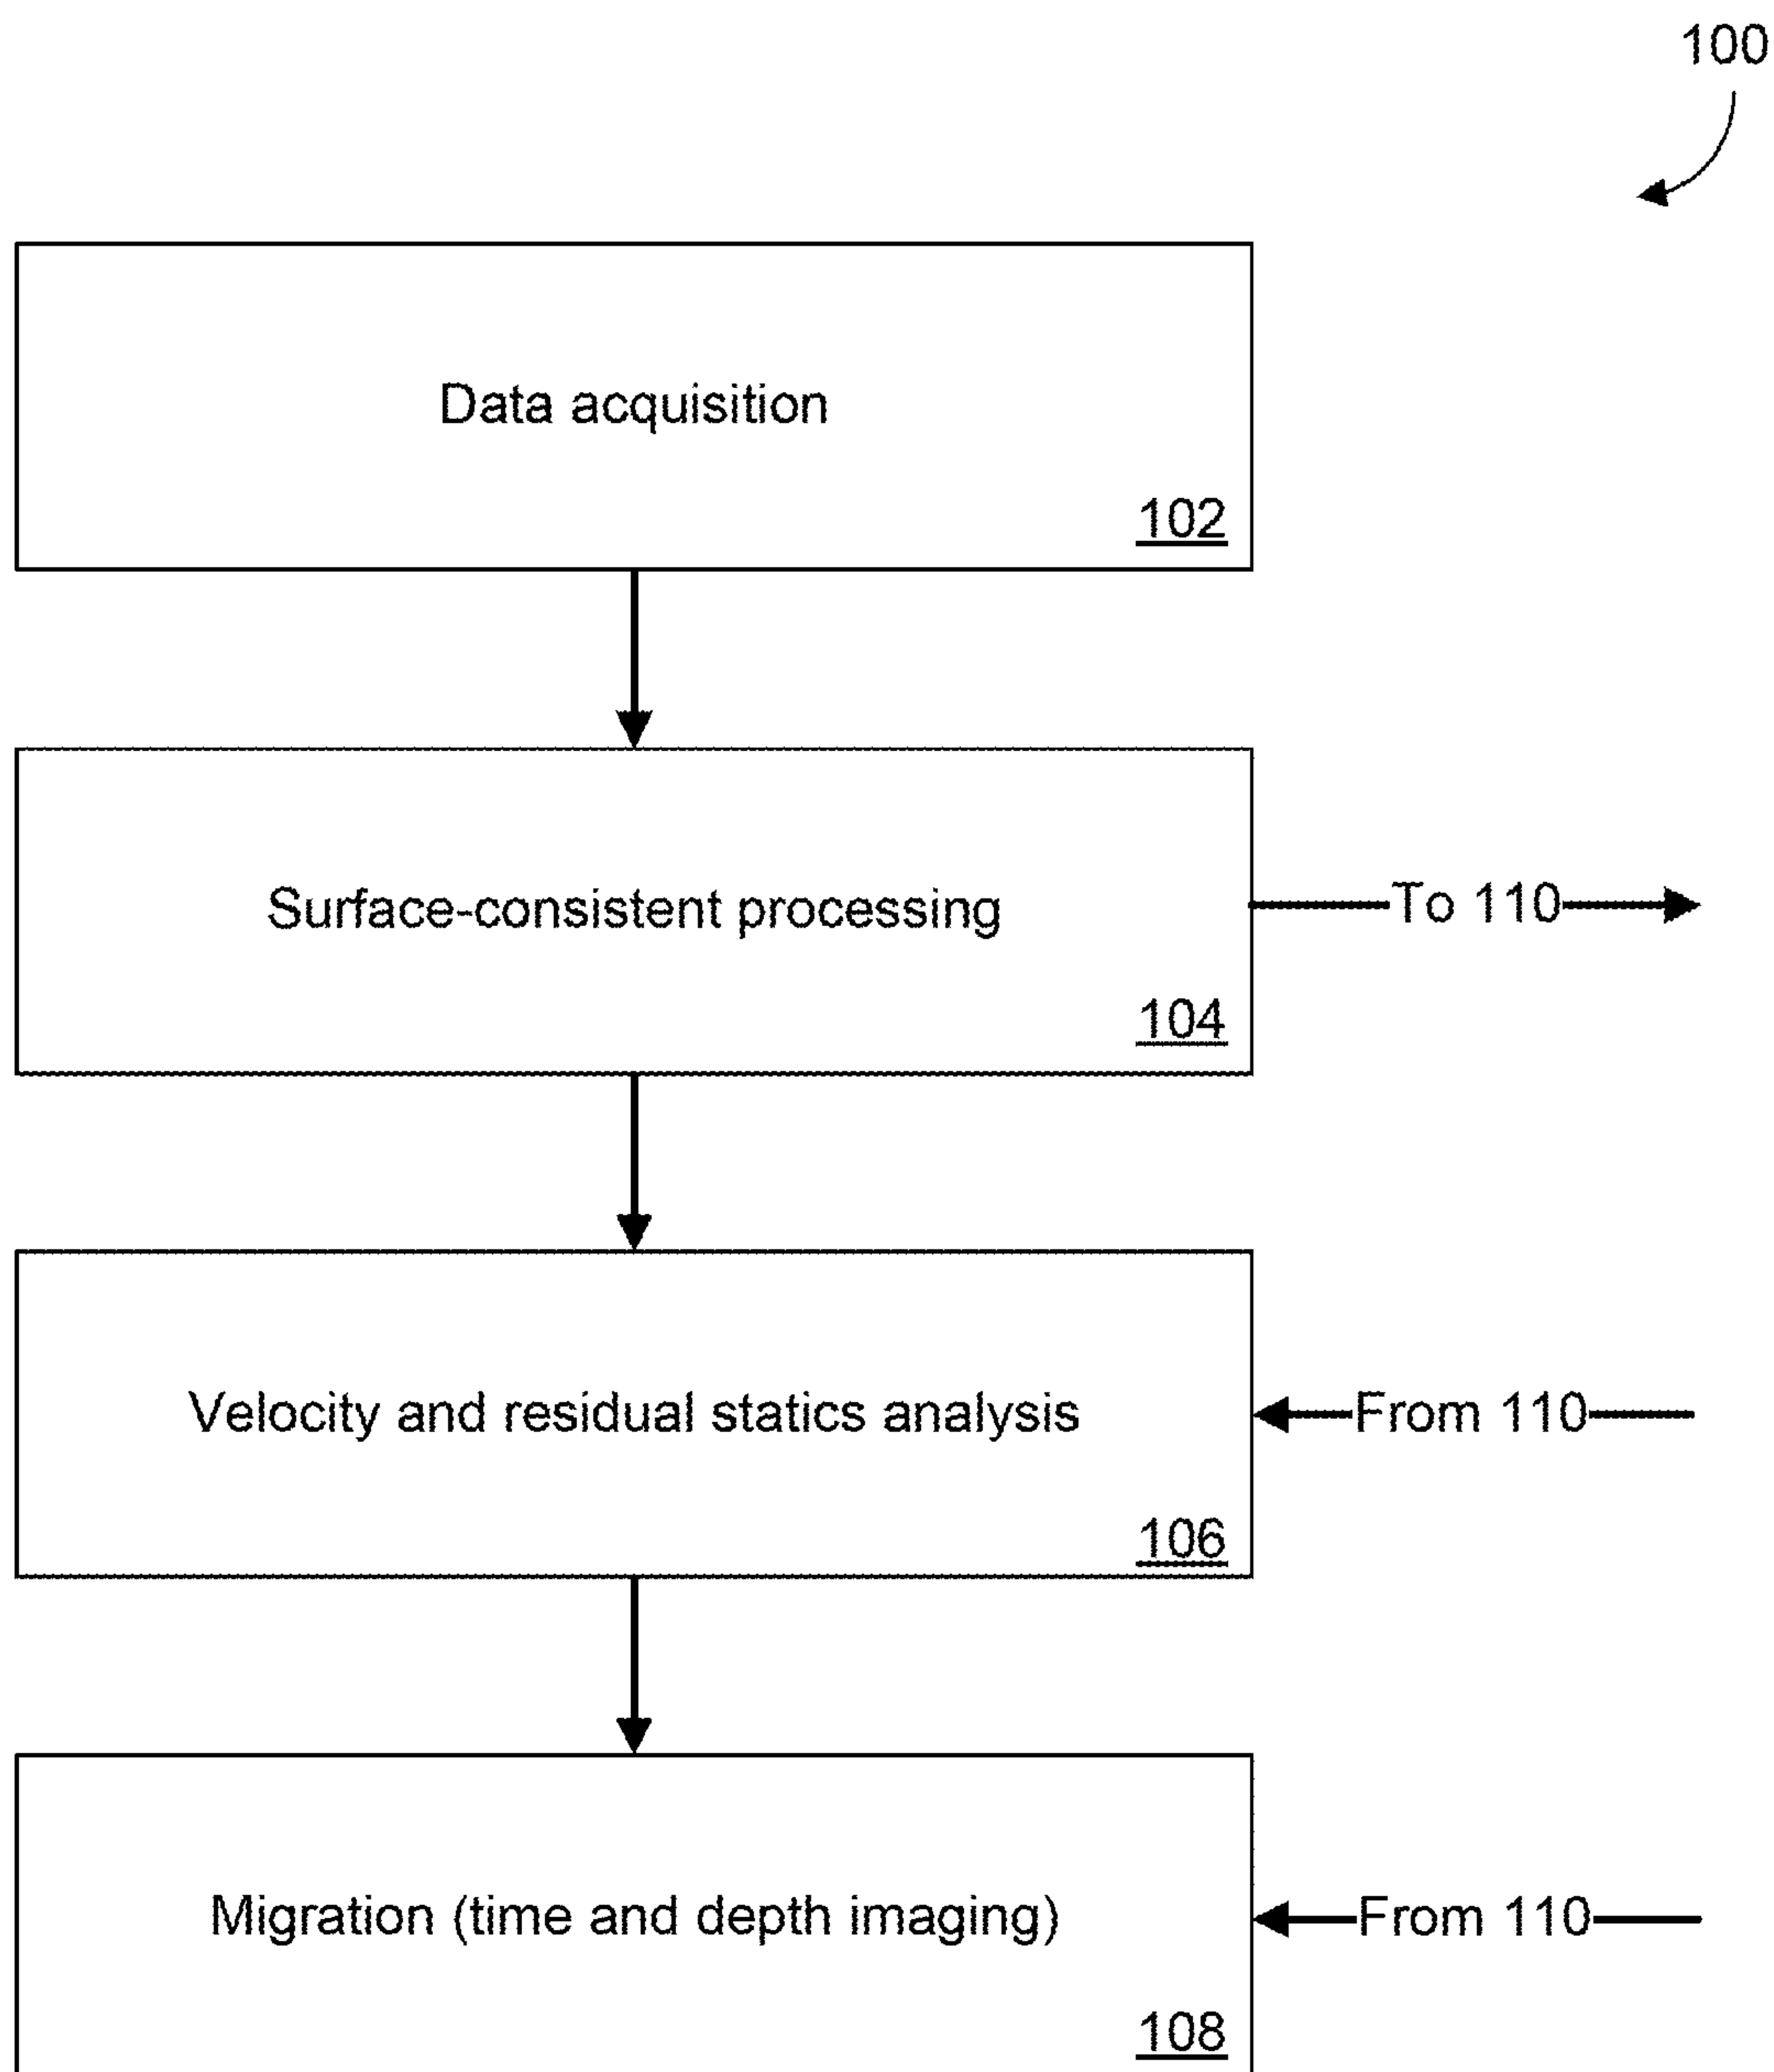 100
Data acquisition
102
Surface-consistent processing
To 110
104
Velocity and residual statics analysis
From 110
106
Migration (time and depth imaging)
From 110
108